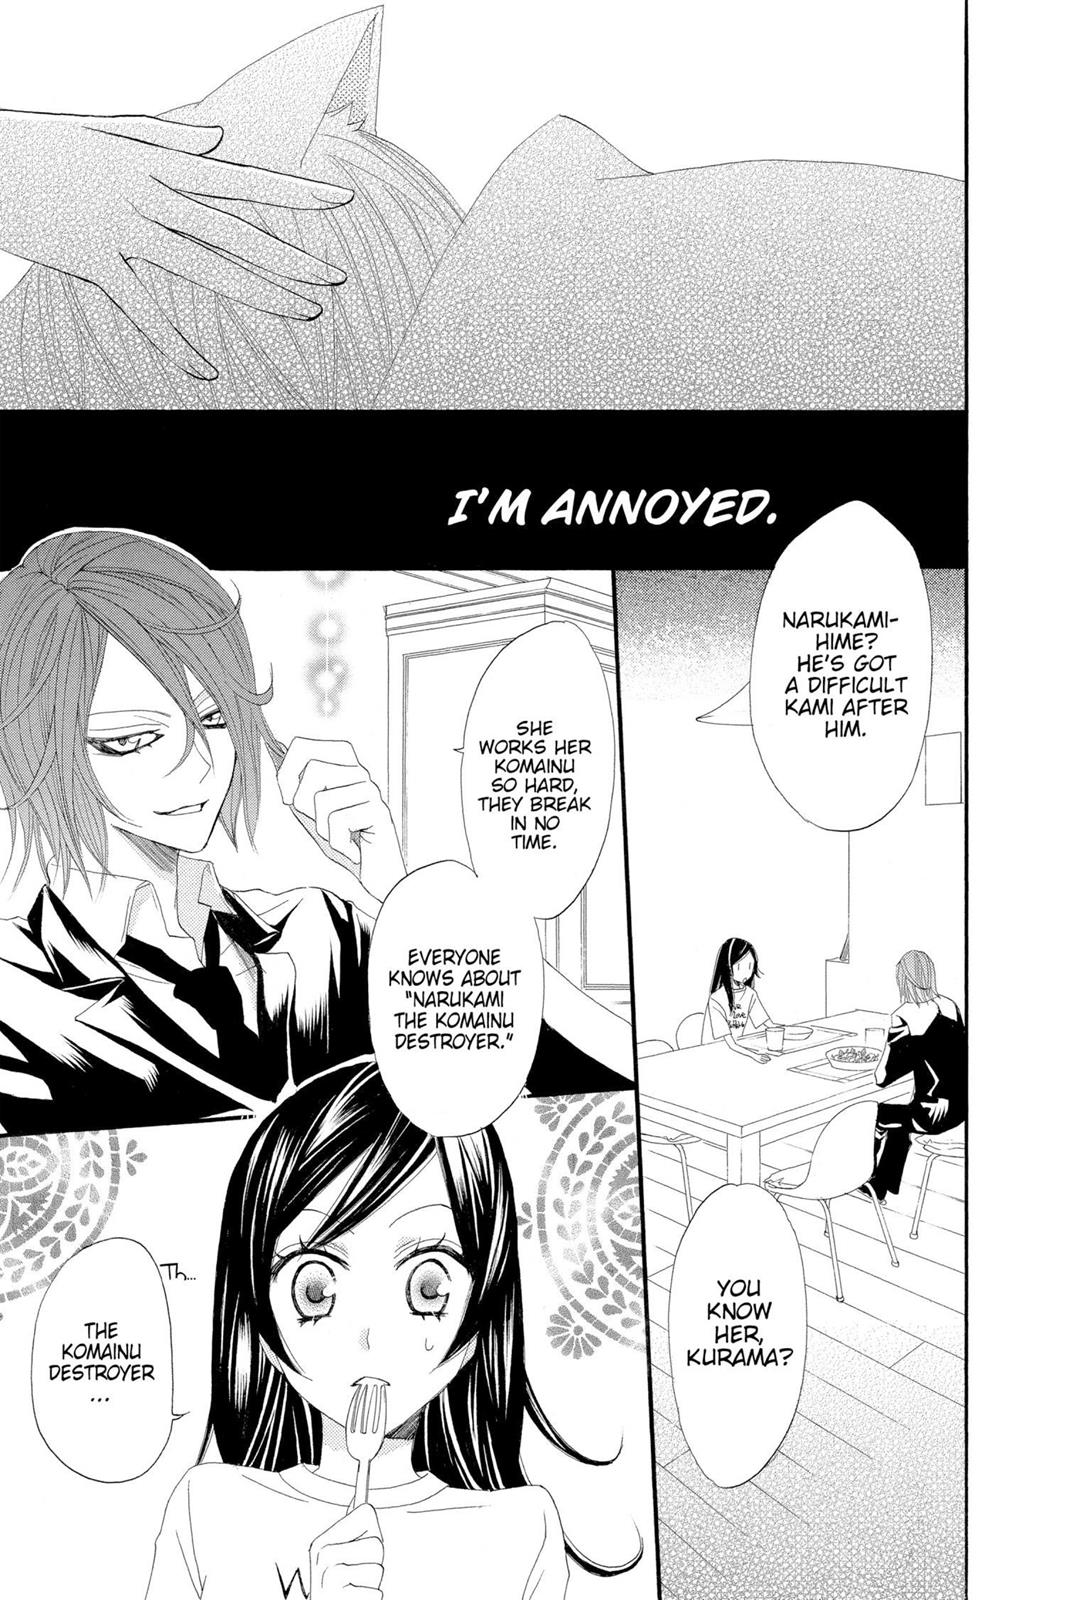 I'M ANNOYED.
NARUKAMI-
HIME?
HE'S GOT
A DIFFICULT
KAMI AFTER
HIM.
YOU
KNOW
HER,
KURAMA?
SHE
WORKS HER
KOMAINU
SO HARD,
THEY BREAK
IN NO
TIME.
EVERYONE
KNOWS ABOUT
"NARUKAMI
THE KOMAINU
DESTROYER."
Th...
THE
KOMAINU
DESTROYER
...
W